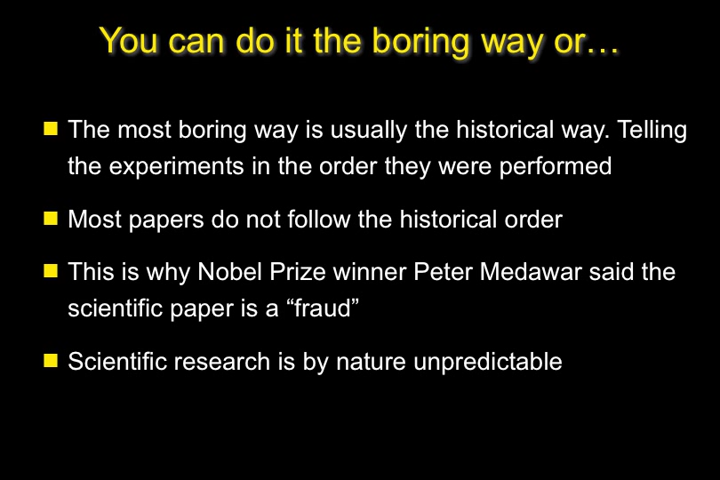 You can do it the boring way or…
The most boring way is usually the historical way. Telling
the experiments in the order they were performed
Most papers do not follow the historical order
This is why Nobel Prize winner Peter Medawar said the
scientific paper is a “fraud”
Scientific research is by nature unpredictable